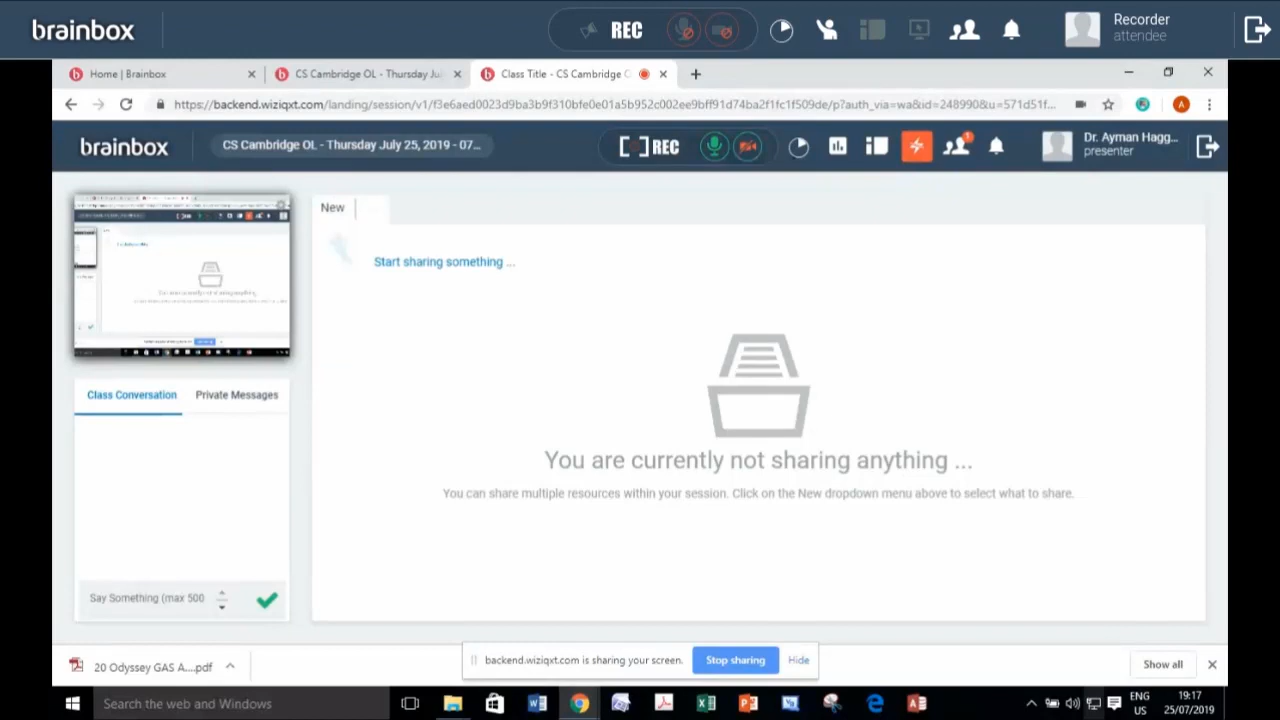 brainbox
REC
Recorder
attendee
Home | Brainbox
CS Cambridge OL - Thursday Jul
Class Title - CS Cambridge C
https://backend.wiziqxt.com/landing/session/v1/f3e6aed0023d9ba3b9f310bfe0e01a5b952c002ee9bff91d74ba2f1fc1f509de/p?auth_via=wa&id=248990&u=571d51f...
brainbox
CS Cambridge OL - Thursday July 25, 2019 - 07...
REC
1
Dr. Ayman Hagg...
presenter
New
Start sharing something ...
You are currently not sharing anything ...
You can share multiple resources within your session. Click on the New dropdown menu above to select what to share.
Class Conversation
Private Messages
Say Something (max 500
20 Odyssey GAS A....pdf
backend.wiziqxt.com is sharing your screen.
Stop sharing
Hide
Show all
Search the web and Windows
ENG
US
19:17
25/07/2019